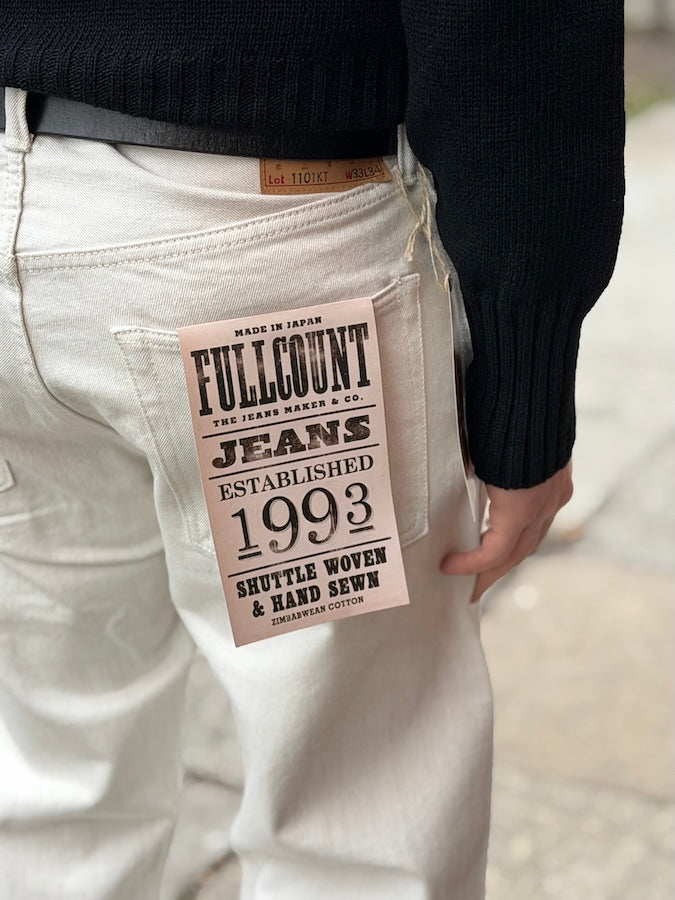 Lot 1101KT W33L34
MADE IN JAPAN
FULLCOUNT
THE JEANS MAKER & CO.
JEANS
ESTABLISHED
1993
SHUTTLE WOVEN
& HAND SEWN
ZIMBABWEAN COTTON